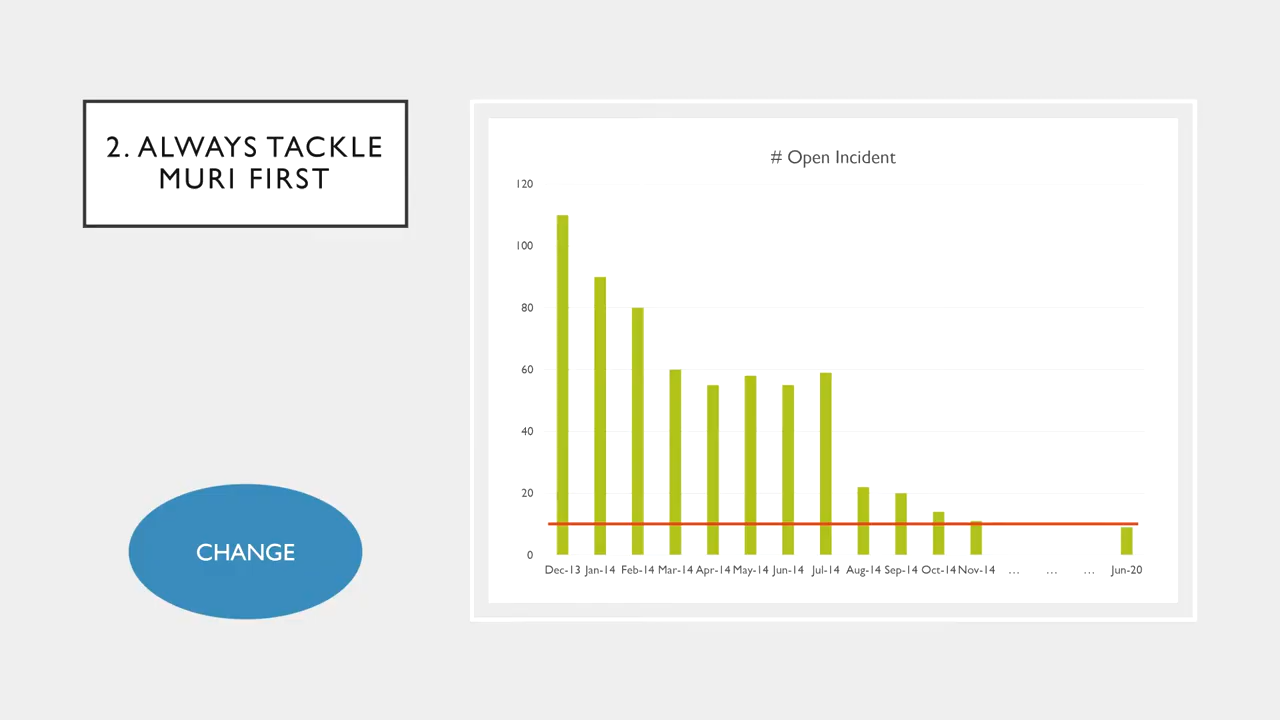 2. ALWAYS TACKLE
MURI FIRST
CHANGE
# Open Incident
120
100
80
60
40
20
0
Dec-13 Jan-14 Feb-14 Mar-14 Apr-14 May-14 Jun-14 Jul-14 Aug-14 Sep-14 Oct-14 Nov-14 ... ... ... Jun-20